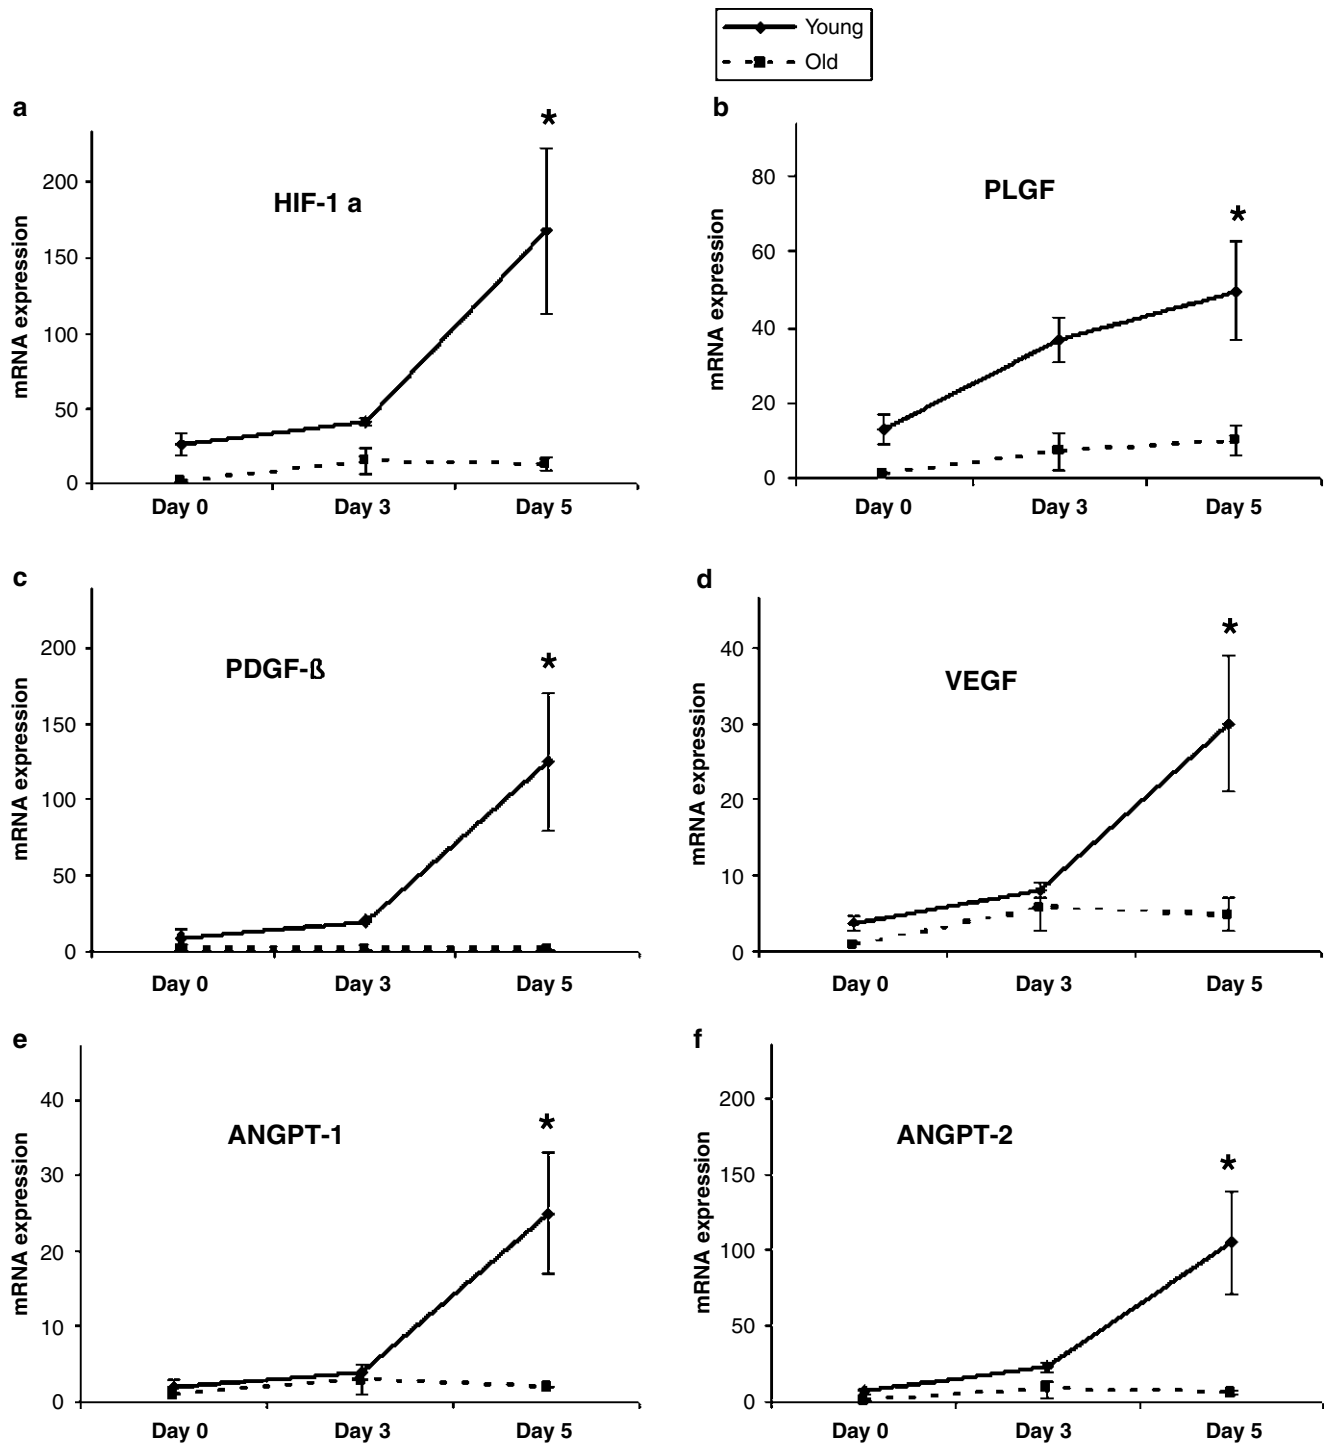 Young
Old
a
*
HIF-1 a
mRNA expression
200
150
100
50
0
Day 0 Day 3 Day 5
b
*
PLGF
mRNA expression
80
60
40
20
0
Day 0 Day 3 Day 5
c
*
PDGF-ß
mRNA expression
200
150
100
50
0
Day 0 Day 3 Day 5
d
*
VEGF
mRNA expression
40
30
20
10
0
Day 0 Day 3 Day 5
e
*
ANGPT-1
mRNA expression
40
30
20
10
0
Day 0 Day 3 Day 5
f
*
ANGPT-2
mRNA expression
200
150
100
50
0
Day 0 Day 3 Day 5